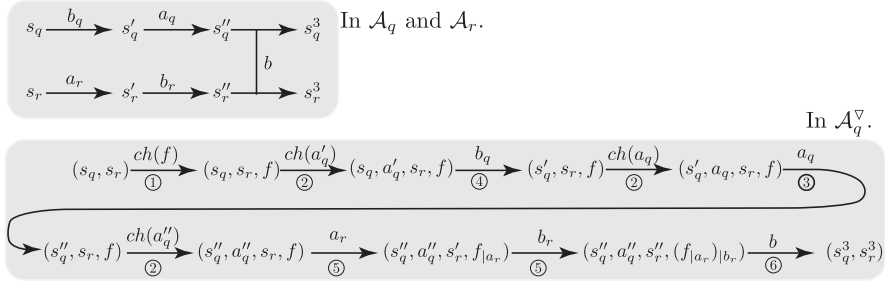 s_q b_q s'_q a_q s''_q s^3_q In 𝒜_q and 𝒜_r.
b
s_r a_r s'_r b_r s''_r s^3_r
In 𝒜_q^▽.
(s_q, s_r) ch(f) ① (s_q, s_r, f) ch(a'_q) ② (s_q, a'_q, s_r, f) b_q ④ (s'_q, s_r, f) ch(a_q) ② (s'_q, a_q, s_r, f) a_q ③
(s''_q, s_r, f) ch(a''_q) ② (s''_q, a''_q, s_r, f) a_r ⑤ (s''_q, a''_q, s'_r, f_{|a_r}) b_r ⑤ (s''_q, a''_q, s''_r, (f_{|a_r})_{|b_r}) b ⑥ (s^3_q, s^3_r)